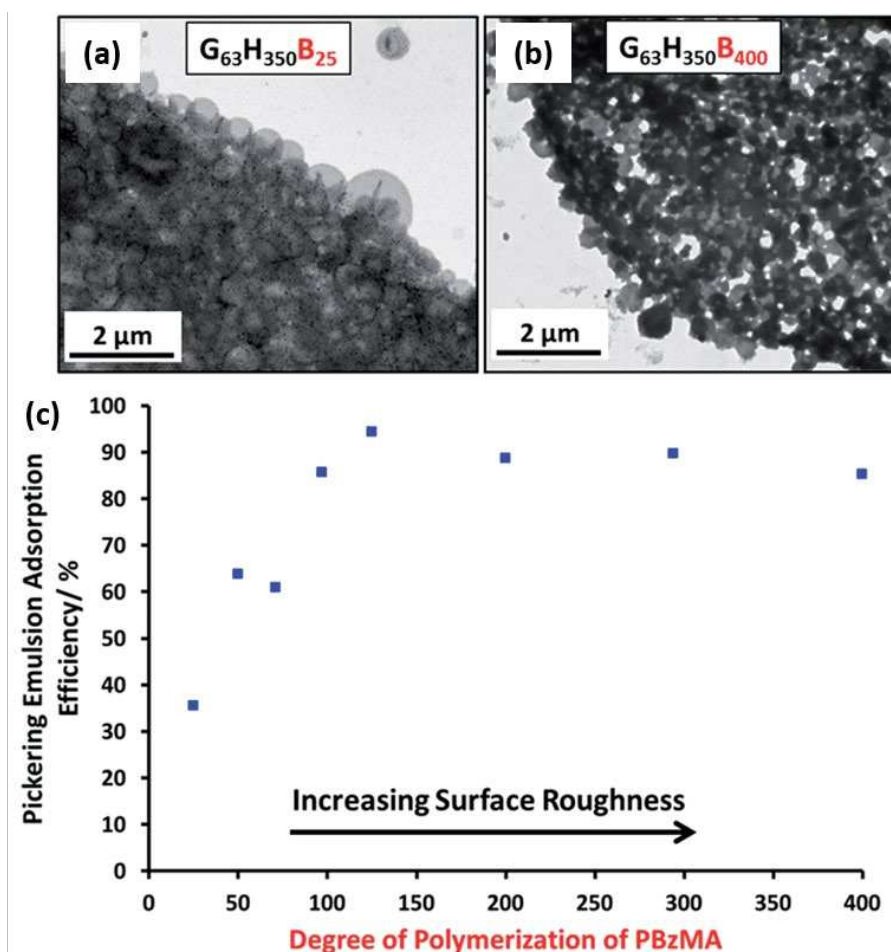 (a)
G63H350B25
2 μm
(b)
G63H350B400
2 μm
(c)
Pickering Emulsion Adsorption
Efficiency/ %
100
90
80
70
60
50
40
30
20
10
0
Increasing Surface Roughness
0 50 100 150 200 250 300 350 400
Degree of Polymerization of PBzMA